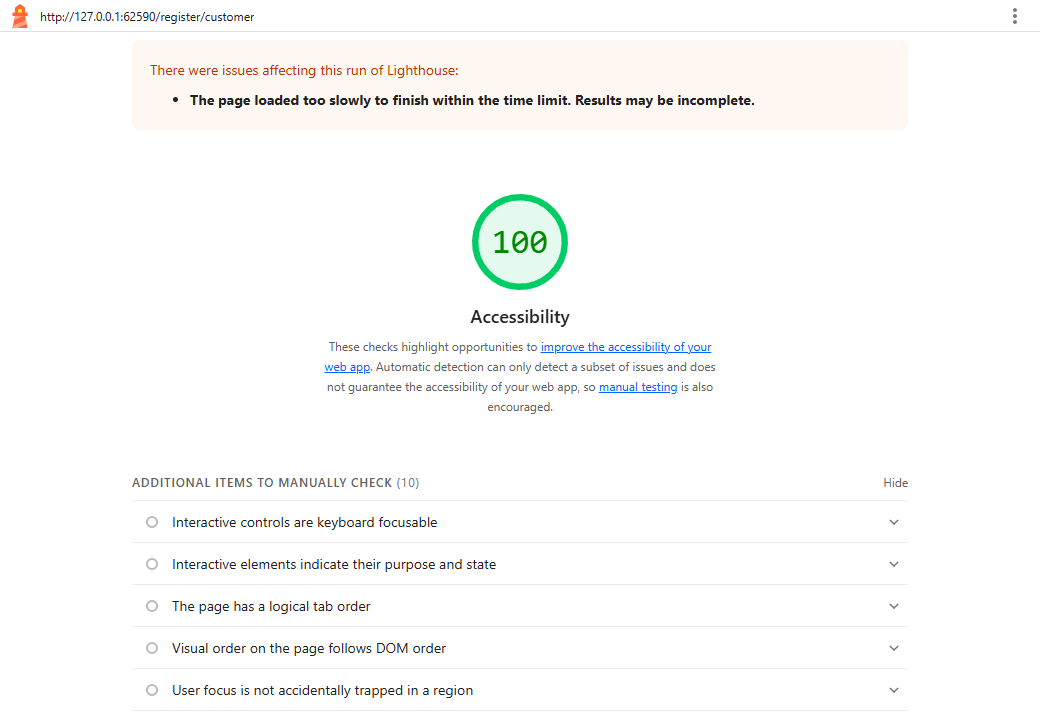 http://127.0.0.1:62590/register/customer
There were issues affecting this run of Lighthouse:
• The page loaded too slowly to finish within the time limit. Results may be incomplete.
100
Accessibility
These checks highlight opportunities to improve the accessibility of your
web app. Automatic detection can only detect a subset of issues and does
not guarantee the accessibility of your web app, so manual testing is also
encouraged.
ADDITIONAL ITEMS TO MANUALLY CHECK (10) Hide
Interactive controls are keyboard focusable
Interactive elements indicate their purpose and state
The page has a logical tab order
Visual order on the page follows DOM order
User focus is not accidentally trapped in a region